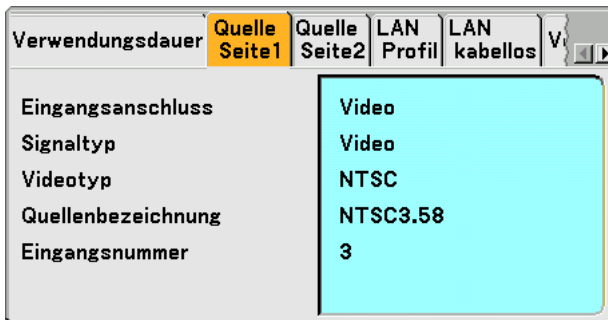 Verwendungsdauer
Quelle Seite1
Quelle Seite2
LAN Profil
LAN kabellos
Eingangsanschluss Video
Signaltyp Video
Videotyp NTSC
Quellenbezeichnung NTSC3.58
Eingangsnummer 3